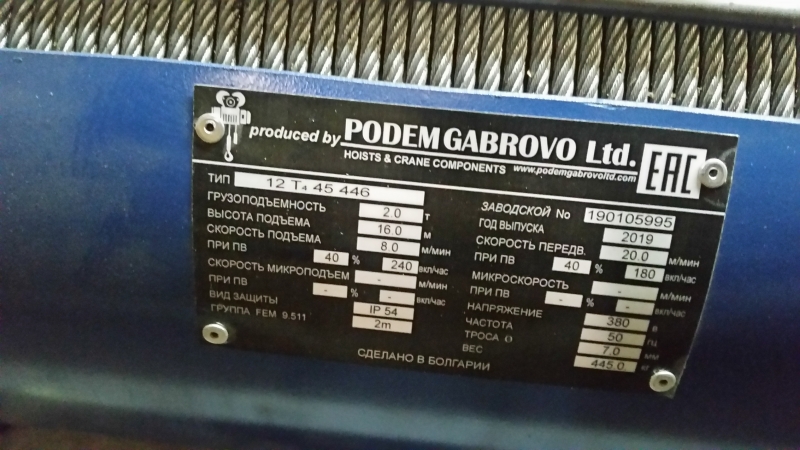 produced by PODEM GABROVO Ltd.
HOISTS & CRANE COMPONENTS www.podemgabrovoltd.com
EAC
ТИП 12 T₄ 45 446
ГРУЗОПОДЪЕМНОСТЬ 2.0 т
ВЫСОТА ПОДЪЕМА 16.0 м
СКОРОСТЬ ПОДЪЕМА 8.0 м/мин
ПРИ ПВ 40 % 240 вкл/час
СКОРОСТЬ МИКРОПОДЪЕМ - м/мин
ПРИ ПВ - % - вкл/час
ВИД ЗАЩИТЫ IP 54
ГРУППА FEM 9.511 2m
ЗАВОДСКОЙ No 190105995
ГОД ВЫПУСКА 2019
СКОРОСТЬ ПЕРЕДВ. 20.0 м/мин
ПРИ ПВ 40 % 180 вкл/час
МИКРОСКОРОСТЬ - м/мин
ПРИ ПВ - % - вкл/час
НАПРЯЖЕНИЕ 380 в
ЧАСТОТА 50 гц
ТРОСА Ø 7.0 мм
ВЕС 445.0 кг
СДЕЛАНО В БОЛГАРИИ